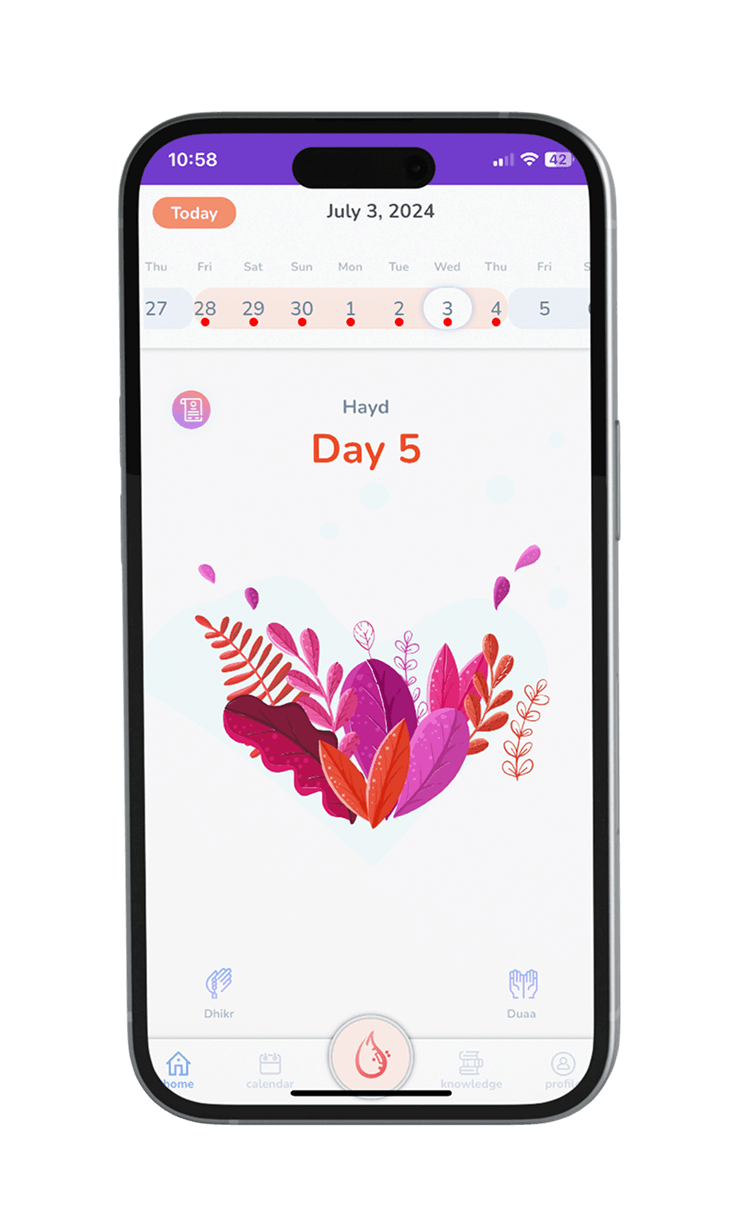 10:58
42
Today
July 3, 2024
Thu Fri Sat Sun Mon Tue Wed Thu Fri S
27 28 29 30 1 2 3 4 5
Hayd
Day 5
Dhikr
Duaa
home calendar knowledge profil